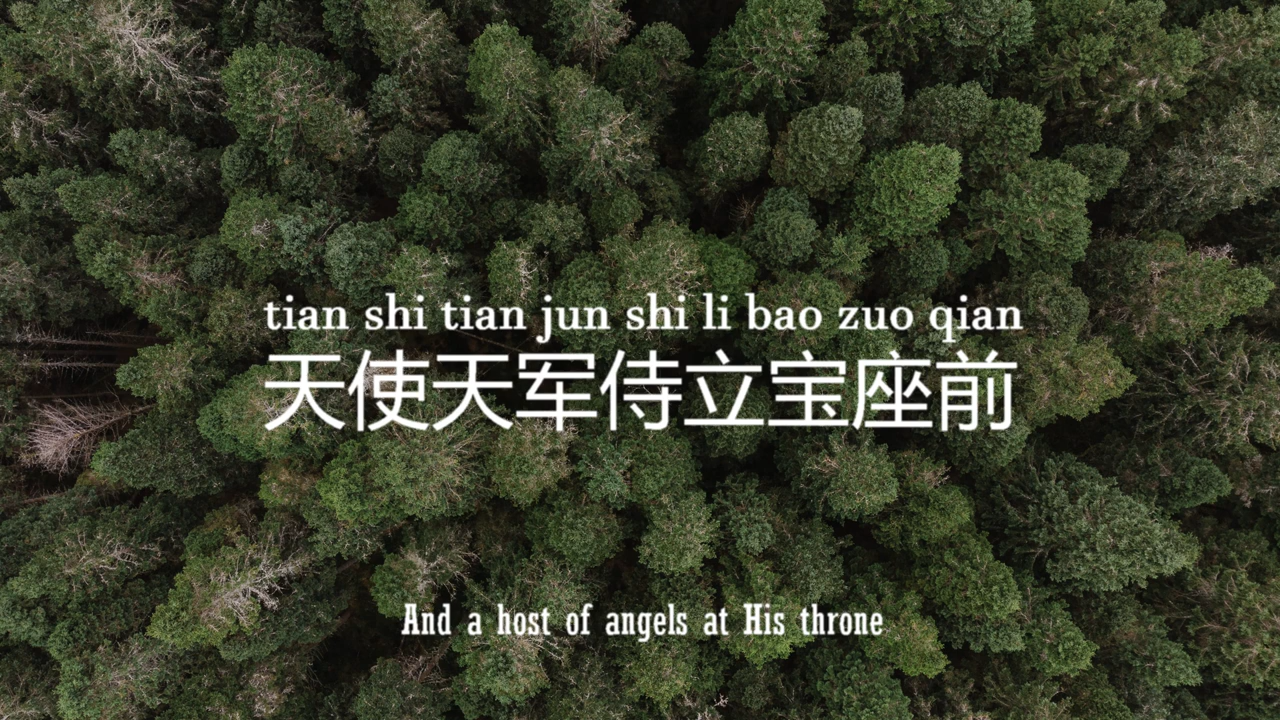 tian shi tian jun shi li bao zuo qian
天使天军侍立宝座前
And a host of angels at His throne